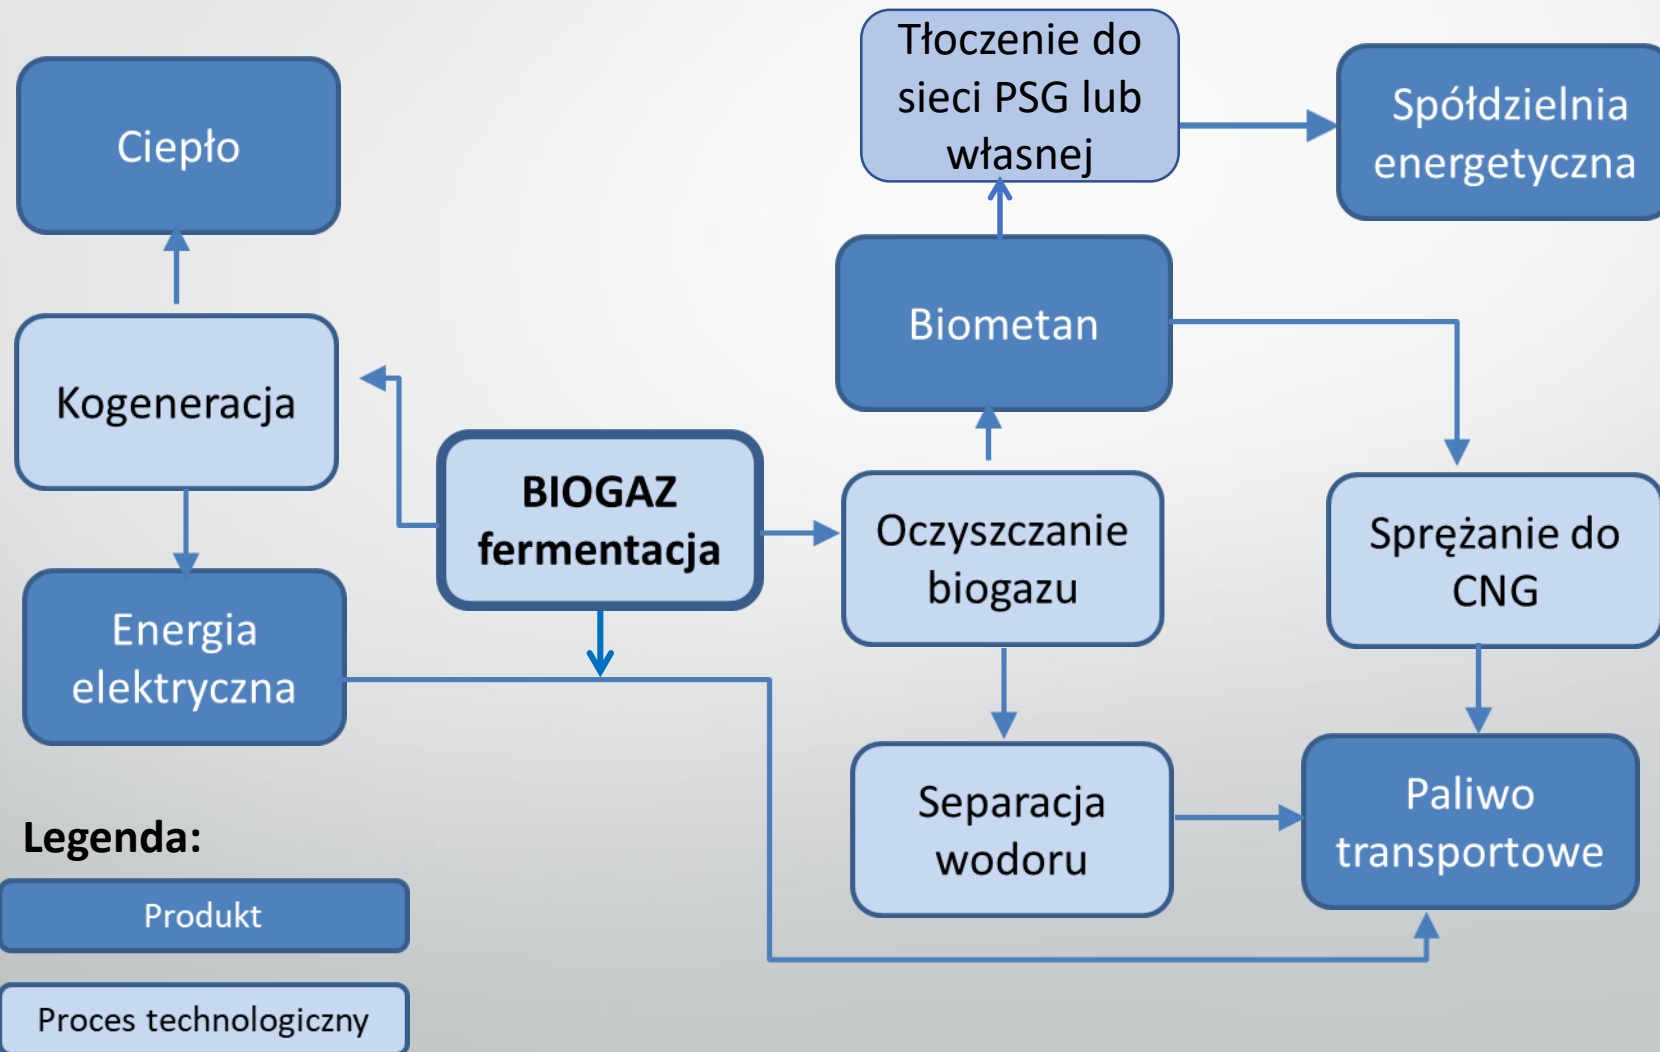 Tłoczenie do
sieci PSG lub
własnej
Spółdzielnia
energetyczna
Ciepło
Biometan
Kogeneracja
BIOGAZ
fermentacja
Oczyszczanie
biogazu
Sprężanie do
CNG
Energia
elektryczna
Separacja
wodoru
Paliwo
transportowe
Legenda:
Produkt
Proces technologiczny